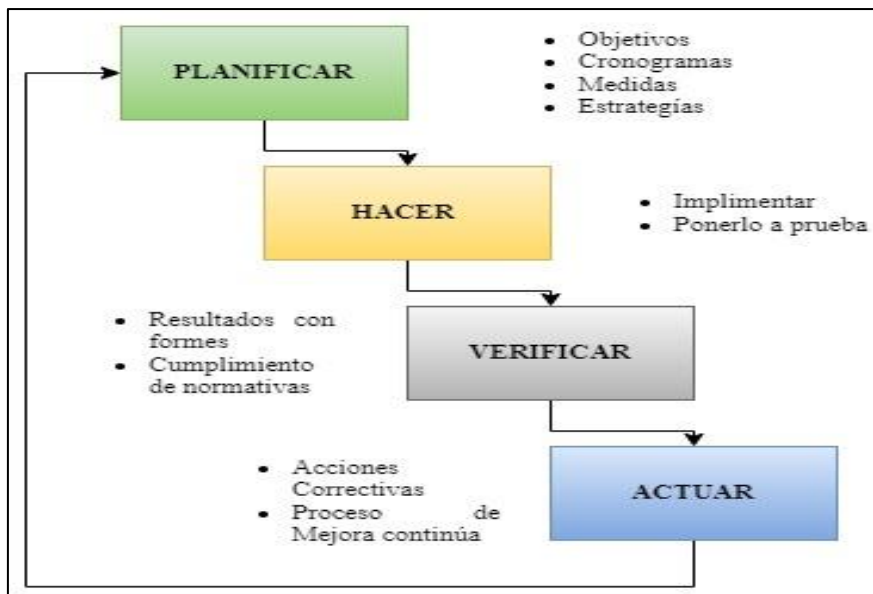 PLANIFICAR
• Objetivos
• Cronogramas
• Medidas
• Estrategías
HACER
• Implimentar
• Ponerlo a prueba
• Resultados con
formes
• Cumplimiento
de normativas
VERIFICAR
• Acciones
Correctivas
• Proceso de
Mejora continúa
ACTUAR